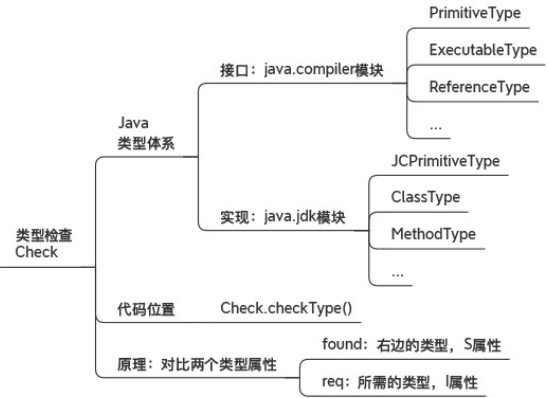 PrimitiveType
ExecutableType
接口：java.compiler模块
ReferenceType
...
Java
类型体系
JCPrimitiveType
ClassType
实现：java.jdk模块
MethodType
...
类型检查
Check
代码位置
Check.checkType()
原理：对比两个类型属性
found：右边的类型，S属性
req：所需的类型，I属性